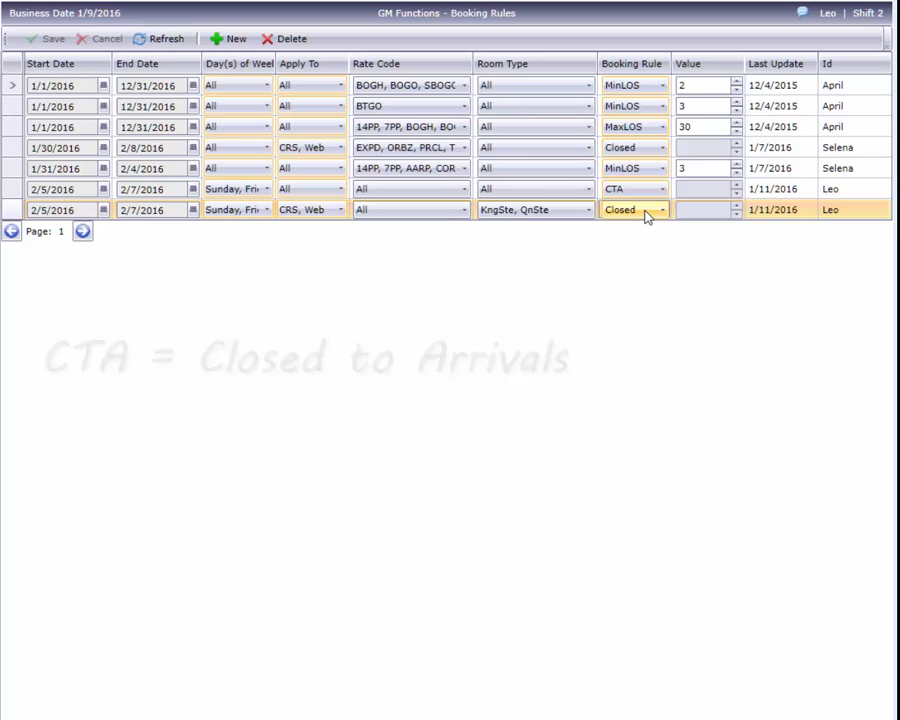 Business Date 1/9/2016 GM Functions - Booking Rules Leo | Shift 2
Save Cancel Refresh New Delete
Start Date End Date Day(s) of Weel Apply To Rate Code Room Type Booking Rule Value Last Update Id
1/1/2016 12/31/2016 All All BOGH, BOGO, SBOGC All MinLOS 2 12/4/2015 April
1/1/2016 12/31/2016 All All BTGO All MinLOS 3 12/4/2015 April
1/1/2016 12/31/2016 All All 14PP, 7PP, BOGH, BO All MaxLOS 30 12/4/2015 April
1/30/2016 2/8/2016 All CRS, Web EXPD, ORBZ, PRCL, T All Closed 1/7/2016 Selena
1/31/2016 2/4/2016 All All 14PP, 7PP, AARP, COR All MinLOS 3 1/7/2016 Selena
2/5/2016 2/7/2016 Sunday, Fri All All All CTA 1/11/2016 Leo
2/5/2016 2/7/2016 Sunday, Fri CRS, Web All KngSte, QnSte Closed 1/11/2016 Leo
Page: 1
CTA = Closed to Arrivals